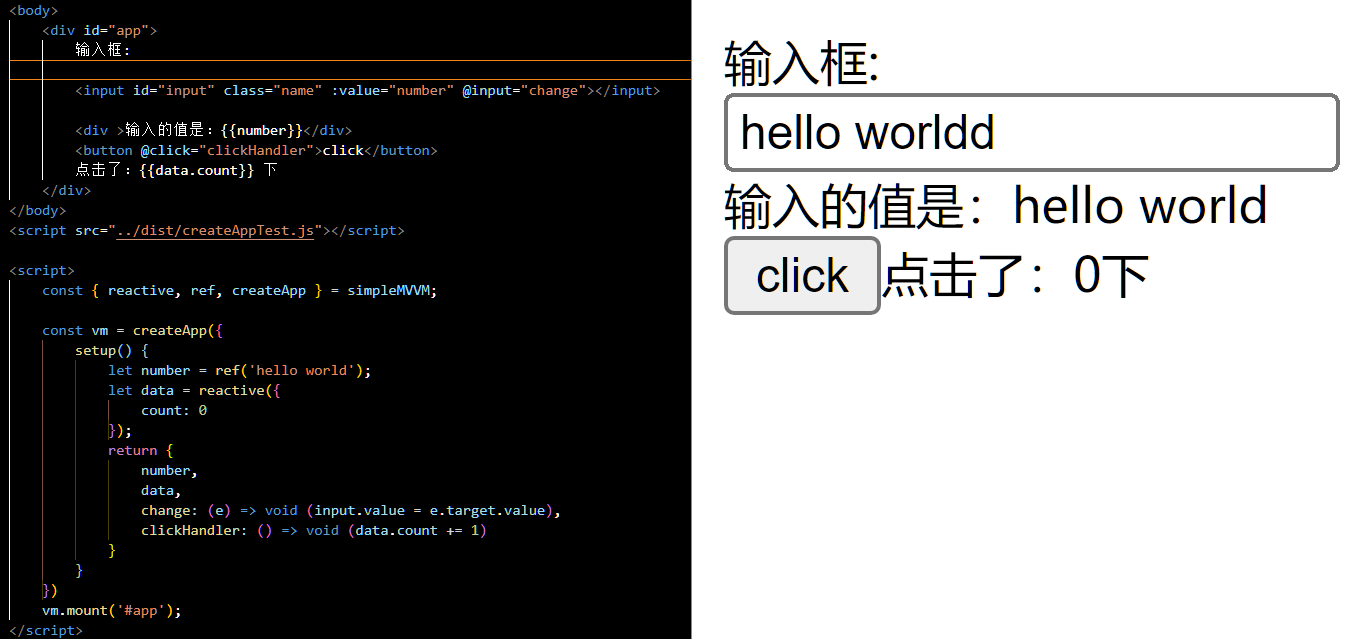 <body>
<div id="app">
输入框:
<input id="input" class="name" :value="number" @input="change"></input>
<div >输入的值是：{{number}}</div>
<button @click="clickHandler">click</button>
点击了：{{data.count}} 下
</div>
</body>
<script src="../dist/createAppTest.js"></script>
<script>
const { reactive, ref, createApp } = simpleMVVM;
const vm = createApp({
setup() {
let number = ref('hello world');
let data = reactive({
count: 0
});
return {
number,
data,
change: (e) => void (input.value = e.target.value),
clickHandler: () => void (data.count += 1)
}
}
})
vm.mount('#app');
</script>
输入框:
hello worldd
输入的值是：hello world
click点击了：0下